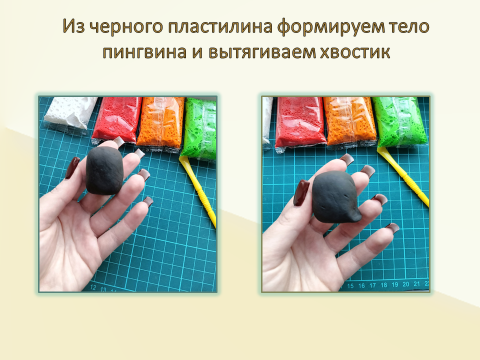 Из черного пластилина формируем тело
пингвина и вытягиваем хвостик